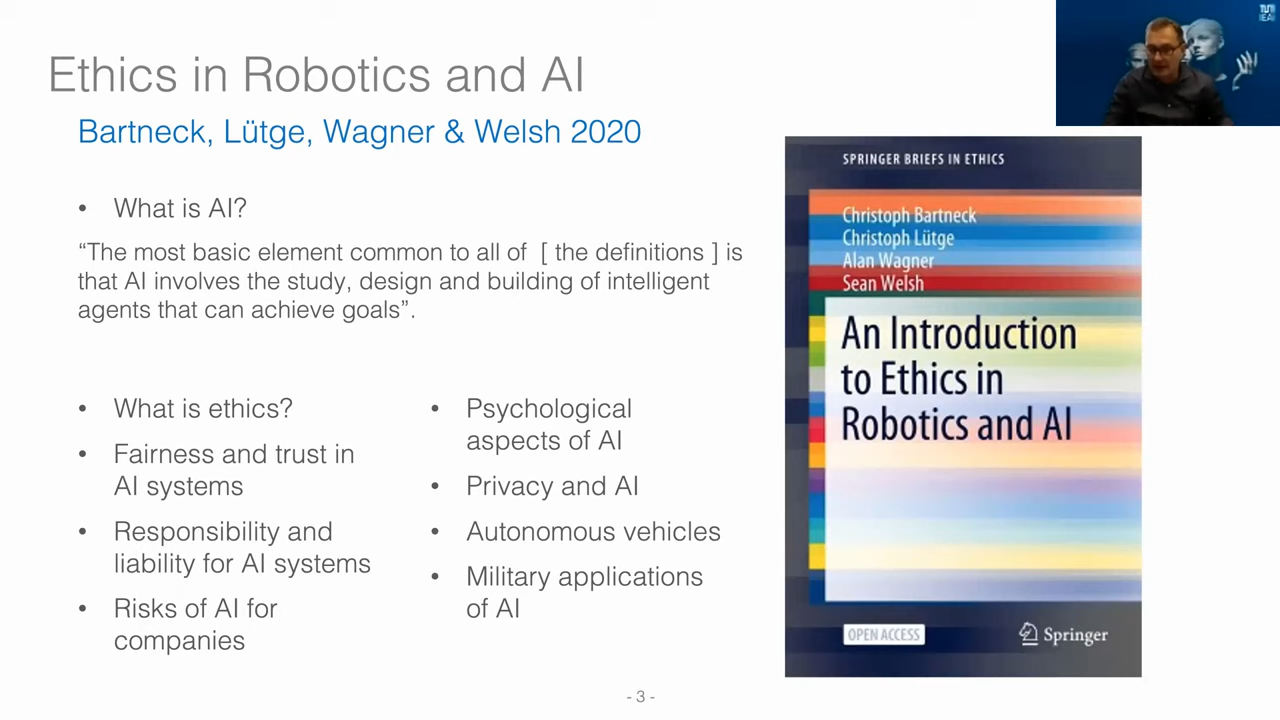 Ethics in Robotics and AI
Bartneck, Lütge, Wagner & Welsh 2020
• What is AI?
“The most basic element common to all of [ the definitions ] is
that AI involves the study, design and building of intelligent
agents that can achieve goals”.
• What is ethics?
• Fairness and trust in
AI systems
• Responsibility and
liability for AI systems
• Risks of AI for
companies
• Psychological
aspects of AI
• Privacy and AI
• Autonomous vehicles
• Military applications
of AI
TUM
IEAI
SPRINGER BRIEFS IN ETHICS
Christoph Bartneck
Christoph Lütge
Alan Wagner
Sean Welsh
An Introduction
to Ethics in
Robotics and AI
OPEN ACCESS
Springer
- 3 -